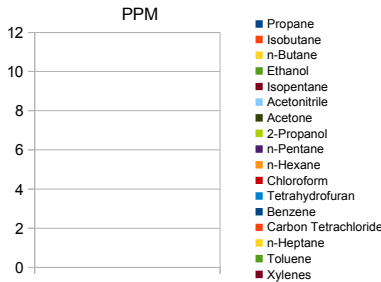 PPM
12
10
8
6
4
2
0
Propane
Isobutane
n-Butane
Ethanol
Isopentane
Acetonitrile
Acetone
2-Propanol
n-Pentane
n-Hexane
Chloroform
Tetrahydrofuran
Benzene
Carbon Tetrachloride
n-Heptane
Toluene
Xylenes